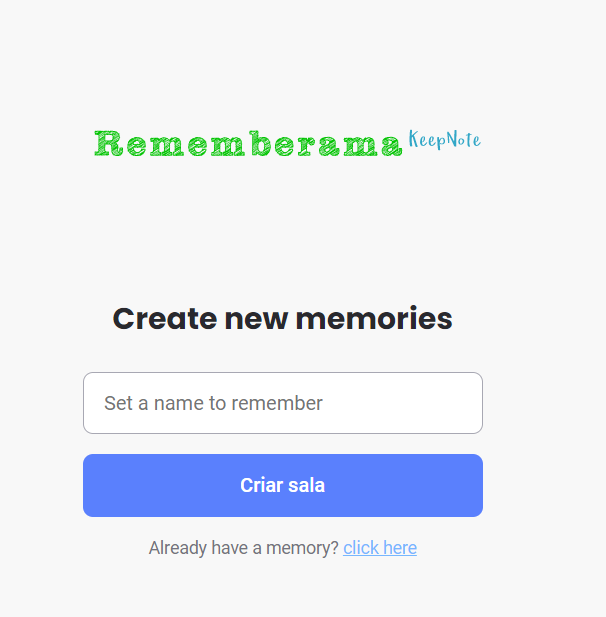 Rememberama KeepNote
Create new memories
Set a name to remember
Criar sala
Already have a memory? click here